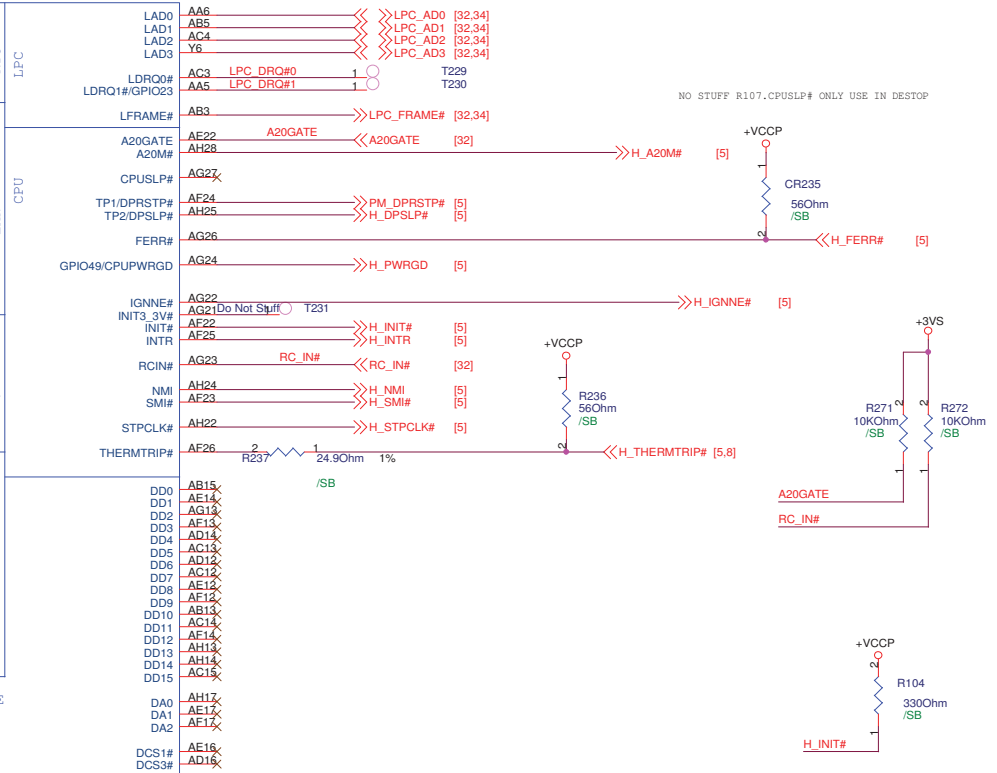 LPC
LAD0 AA6 LPC_AD0 [32,34]
LAD1 AB5 LPC_AD1 [32,34]
LAD2 AC4 LPC_AD2 [32,34]
LAD3 Y6 LPC_AD3 [32,34]
LDRQ0# AC3 LPC_DRQ#0 1 T229
LDRQ1#/GPIO23 AA5 LPC_DRQ#1 1 T230
NO STUFF R107.CPUSLP# ONLY USE IN DESTOP
LFRAME# AB3 LPC_FRAME# [32,34]
CPU
A20GATE AE22 A20GATE A20GATE [32]
A20M# AH28 H_A20M# [5]
+VCCP
1
CPUSLP# AG27
CR235
56Ohm
/SB
2
TP1/DPRSTP# AF24 PM_DPRSTP# [5]
TP2/DPSLP# AH25 H_DPSLP# [5]
FERR# AG26 H_FERR# [5]
GPIO49/CPUPWRGD AG24 H_PWRGD [5]
IGNNE# AG22 H_IGNNE# [5]
INIT3_3V# AG21 Do Not Stuff 1 T231
INIT# AF22 H_INIT# [5]
INTR AF25 H_INTR [5]
RCIN# AG23 RC_IN# RC_IN# [32]
NMI AH24 H_NMI [5]
SMI# AF23 H_SMI# [5]
STPCLK# AH22 H_STPCLK# [5]
THERMTRIP# AF26 2 1 H_THERMTRIP# [5,8]
R237 24.9Ohm 1%
/SB
+VCCP
1
R236
56Ohm
/SB
2
+3VS
2 2
R271 R272
10KOhm 10KOhm
/SB /SB
1 1
A20GATE
RC_IN#
DD0 AB15
DD1 AE14
DD2 AG13
DD3 AF13
DD4 AD14
DD5 AC13
DD6 AD12
DD7 AC12
DD8 AE12
DD9 AF12
DD10 AB13
DD11 AC14
DD12 AF14
DD13 AH13
DD14 AH14
DD15 AC15
DA0 AH17
DA1 AE17
DA2 AF17
DCS1# AE16
DCS3# AD16
+VCCP
2
R104
330Ohm
/SB
1
H_INIT#